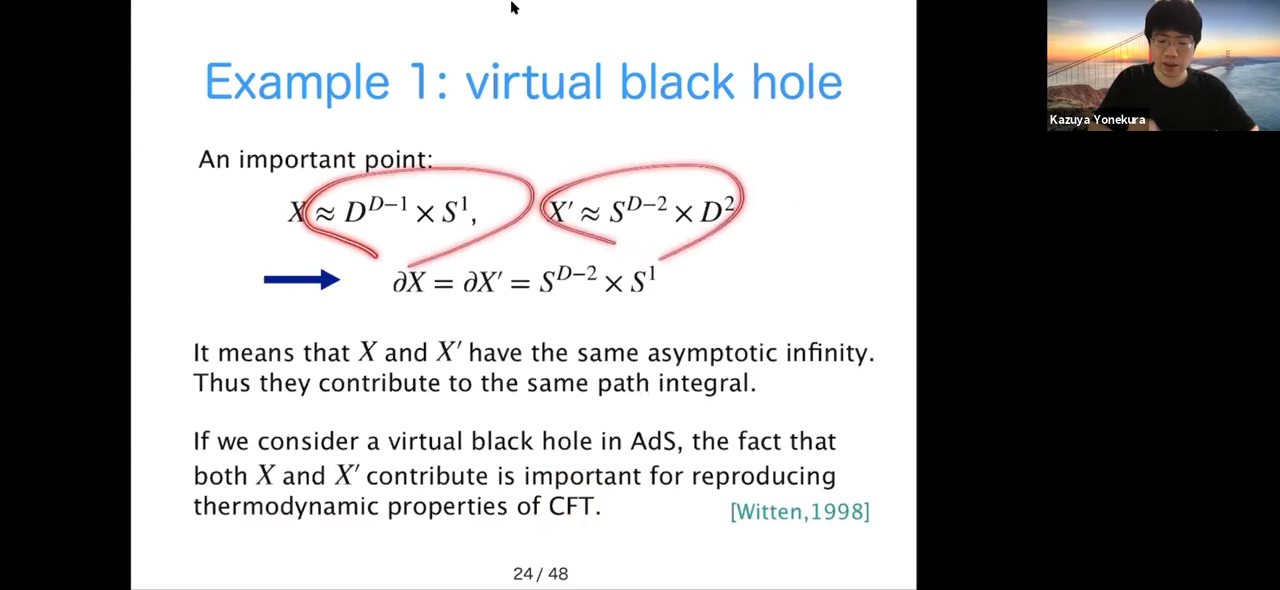 Example 1: virtual black hole
An important point:
X ≈ D^{D−1} × S^1, X′ ≈ S^{D−2} × D^2
∂X = ∂X′ = S^{D−2} × S^1
It means that X and X′ have the same asymptotic infinity.
Thus they contribute to the same path integral.
If we consider a virtual black hole in AdS, the fact that
both X and X′ contribute is important for reproducing
thermodynamic properties of CFT.
[Witten,1998]
24 / 48
Kazuya Yonekura